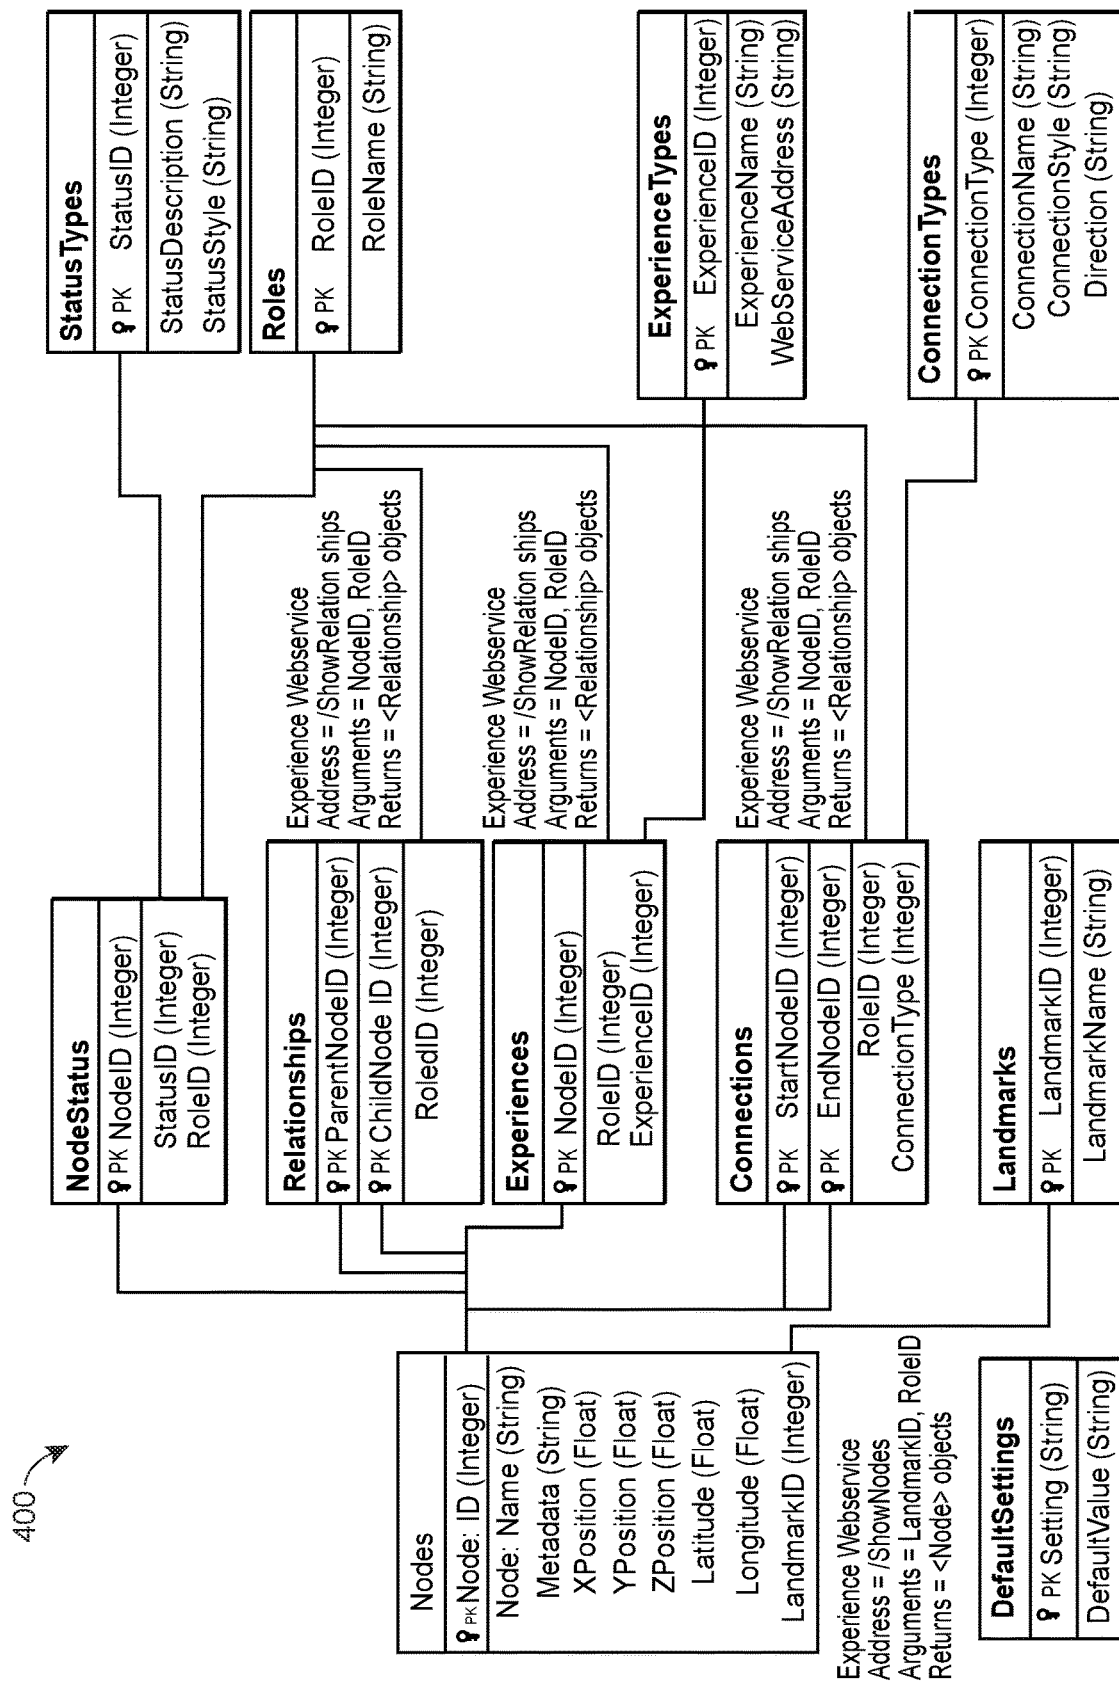 400
Nodes
PK Node: ID (Integer)
Node: Name (String)
Metadata (String)
XPosition (Float)
YPosition (Float)
ZPosition (Float)
Latitude (Float)
Longitude (Float)
LandmarkID (Integer)
Experience Webservice
Address = /ShowNodes
Arguments = LandmarkID, RoleID
Returns = <Node> objects
DefaultSettings
PK Setting (String)
DefaultValue (String)
NodeStatus
PK NodeID (Integer)
StatusID (Integer)
RoleID (Integer)
Relationships
PK ParentNodeID (Integer)
PK ChildNode ID (Integer)
RoledID (Integer)
Experience Webservice
Address = /ShowRelation ships
Arguments = NodeID, RoleID
Returns = <Relationship> objects
Experiences
PK NodeID (Integer)
RoleID (Integer)
ExperienceID (Integer)
Experience Webservice
Address = /ShowRelation ships
Arguments = NodeID, RoleID
Returns = <Relationship> objects
Connections
PK StartNodeID (Integer)
PK EndNodeID (Integer)
RoleID (Integer)
ConnectionType (Integer)
Experience Webservice
Address = /ShowRelation ships
Arguments = NodeID, RoleID
Returns = <Relationship> objects
Landmarks
PK LandmarkID (Integer)
LandmarkName (String)
StatusTypes
PK StatusID (Integer)
StatusDescription (String)
StatusStyle (String)
Roles
PK RoleID (Integer)
RoleName (String)
ExperienceTypes
PK ExperienceID (Integer)
ExperienceName (String)
WebServiceAddress (String)
ConnectionTypes
PK ConnectionType (Integer)
ConnectionName (String)
ConnectionStyle (String)
Direction (String)